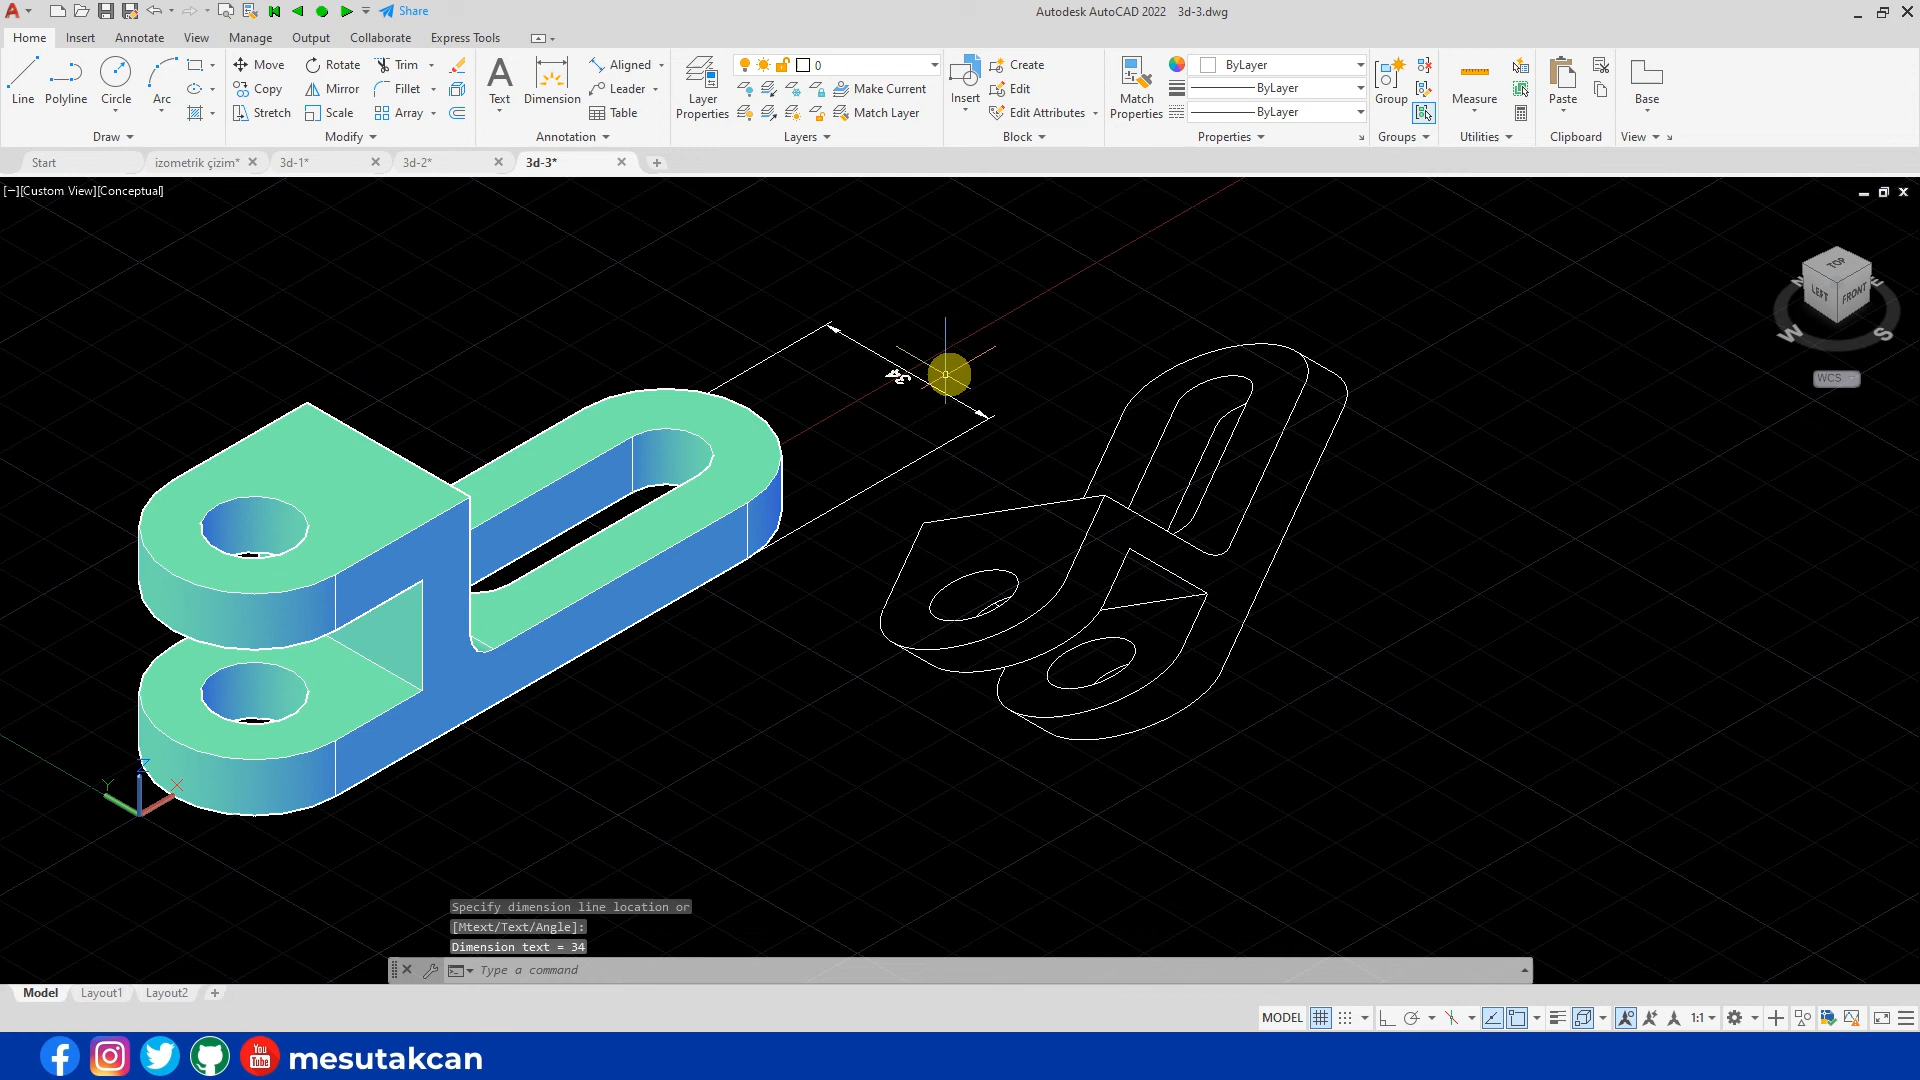 Share
Autodesk AutoCAD 2022 3d-3.dwg
Home Insert Annotate View Manage Output Collaborate Express Tools
Line Polyline Circle Arc
Move Rotate Trim
Copy Mirror Fillet
Stretch Scale Array
Text Dimension
Aligned
Leader
Table
Layer Properties
0
Make Current
Match Layer
Insert
Create
Edit
Edit Attributes
Match Properties
ByLayer
ByLayer
ByLayer
Group
Measure
Paste
Base
Draw Modify Annotation Layers Block Properties Groups Utilities Clipboard View
Start izometrik çizim* 3d-1* 3d-2* 3d-3*
[−][Custom View][Conceptual]
TOP
LEFT FRONT
W S
WCS
34
Z
Y X
Specify dimension line location or
[Mtext/Text/Angle]:
Dimension text = 34
Type a command
Model Layout1 Layout2
MODEL 1:1
You Tube
mesutakcan